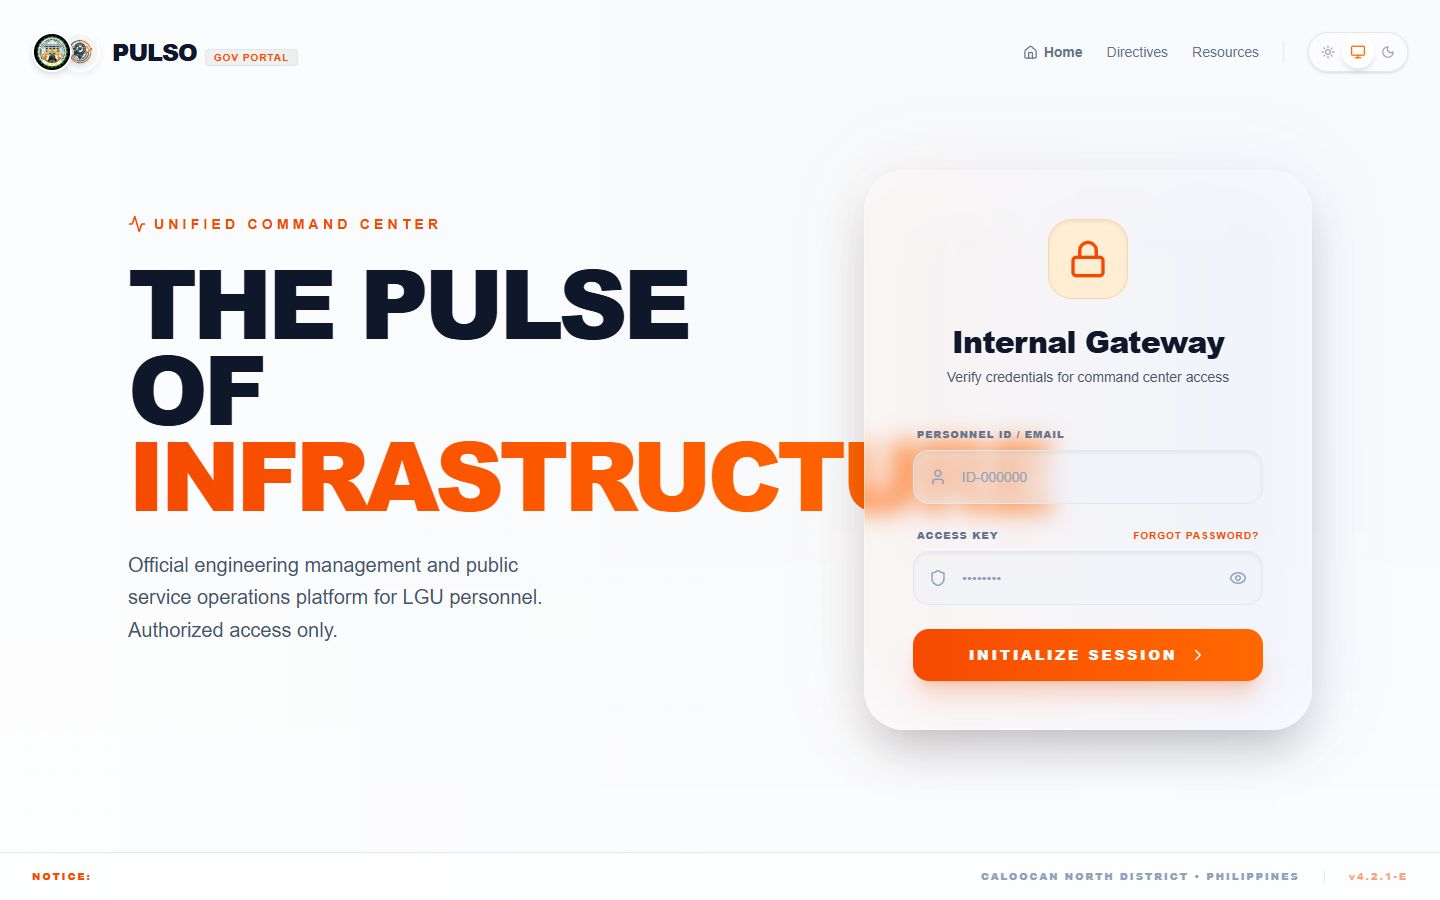 PULSO
GOV PORTAL
Home
Directives
Resources
UNIFIED COMMAND CENTER
THE PULSE
OF
INFRASTRUCTURE
Official engineering management and public
service operations platform for LGU personnel.
Authorized access only.
Internal Gateway
Verify credentials for command center access
PERSONNEL ID / EMAIL
ID-000000
ACCESS KEY
FORGOT PASSWORD?
••••••••
INITIALIZE SESSION
NOTICE:
CALOOCAN NORTH DISTRICT • PHILIPPINES
v4.2.1-E